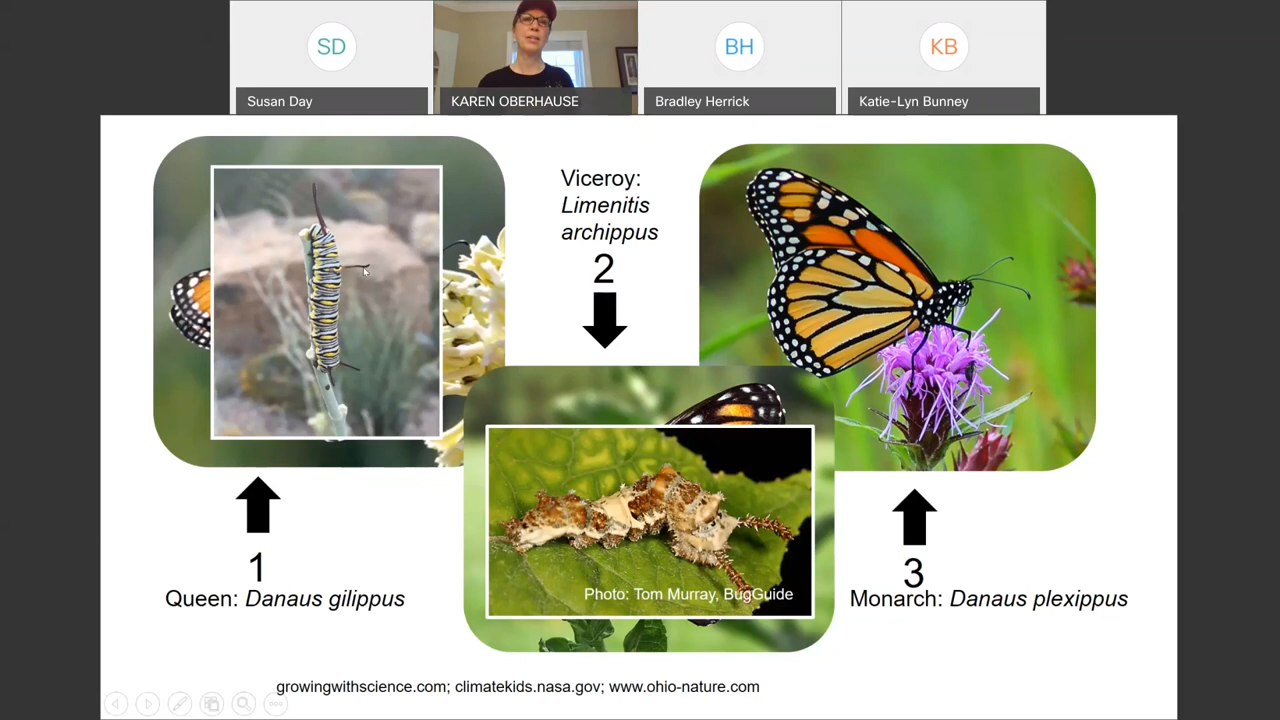 SD
Susan Day
KAREN OBERHAUSE
BH
Bradley Herrick
KB
Katie-Lyn Bunney
Viceroy:
Limenitis
archippus
2
1
Queen: Danaus gilippus
Photo: Tom Murray, BugGuide
3
Monarch: Danaus plexippus
growingwithscience.com; climatekids.nasa.gov; www.ohio-nature.com